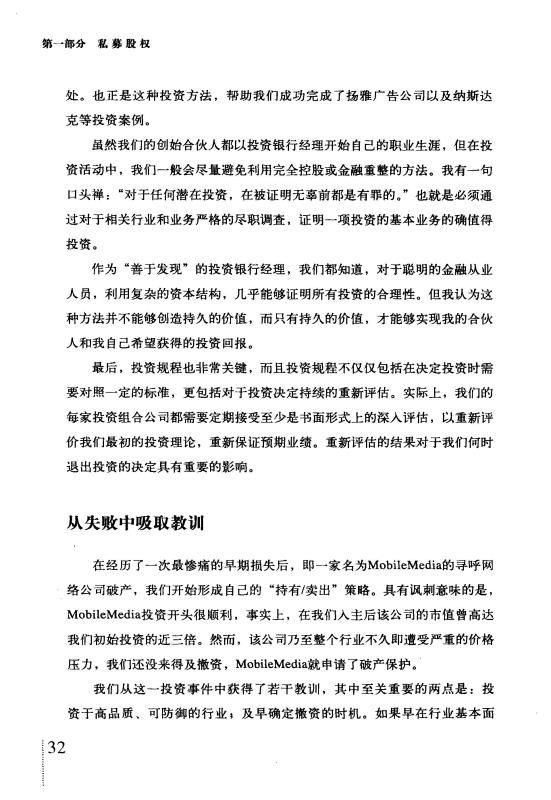 第一部分 私募股权
处。也正是这种投资方法，帮助我们成功完成了扬雅广告公司以及纳斯达
克等投资案例。
虽然我们的创始合伙人都以投资银行经理开始自己的职业生涯，但在投
资活动中，我们一般会尽量避免利用完全控股或金融重整的方法。我有一句
口头禅：“对于任何潜在投资，在被证明无辜前都是有罪的。”也就是必须通
过对于相关行业和业务严格的尽职调查，证明一项投资的基本业务的确值得
投资。
作为“善于发现”的投资银行经理，我们都知道，对于聪明的金融从业
人员，利用复杂的资本结构，几乎能够证明所有投资的合理性。但我认为这
种方法并不能够创造持久的价值，而只有持久的价值，才能够实现我的合伙
人和我自己希望获得的投资回报。
最后，投资规程也非常关键，而且投资规程不仅仅包括在决定投资时需
要对照一定的标准，更包括对于投资决定持续的重新评估。实际上，我们的
每家投资组合公司都需要定期接受至少是书面形式上的深入评估，以重新评
价我们最初的投资理论，重新保证预期业绩。重新评估的结果对于我们何时
退出投资的决定具有重要的影响。
从失败中吸取教训
在经历了一次最惨痛的早期损失后，即一家名为MobileMedia的寻呼网
络公司破产，我们开始形成自己的“持有/卖出”策略。具有讽刺意味的是，
MobileMedia投资开头很顺利，事实上，在我们入主后该公司的市值曾高达
我们初始投资的近三倍。然而，该公司乃至整个行业不久即遭受严重的价格
压力，我们还没来得及撤资，MobileMedia就申请了破产保护。
我们从这一投资事件中获得了若干教训，其中至关重要的两点是：投
资于高品质、可防御的行业；及早确定撤资的时机。如果早在行业基本面
32